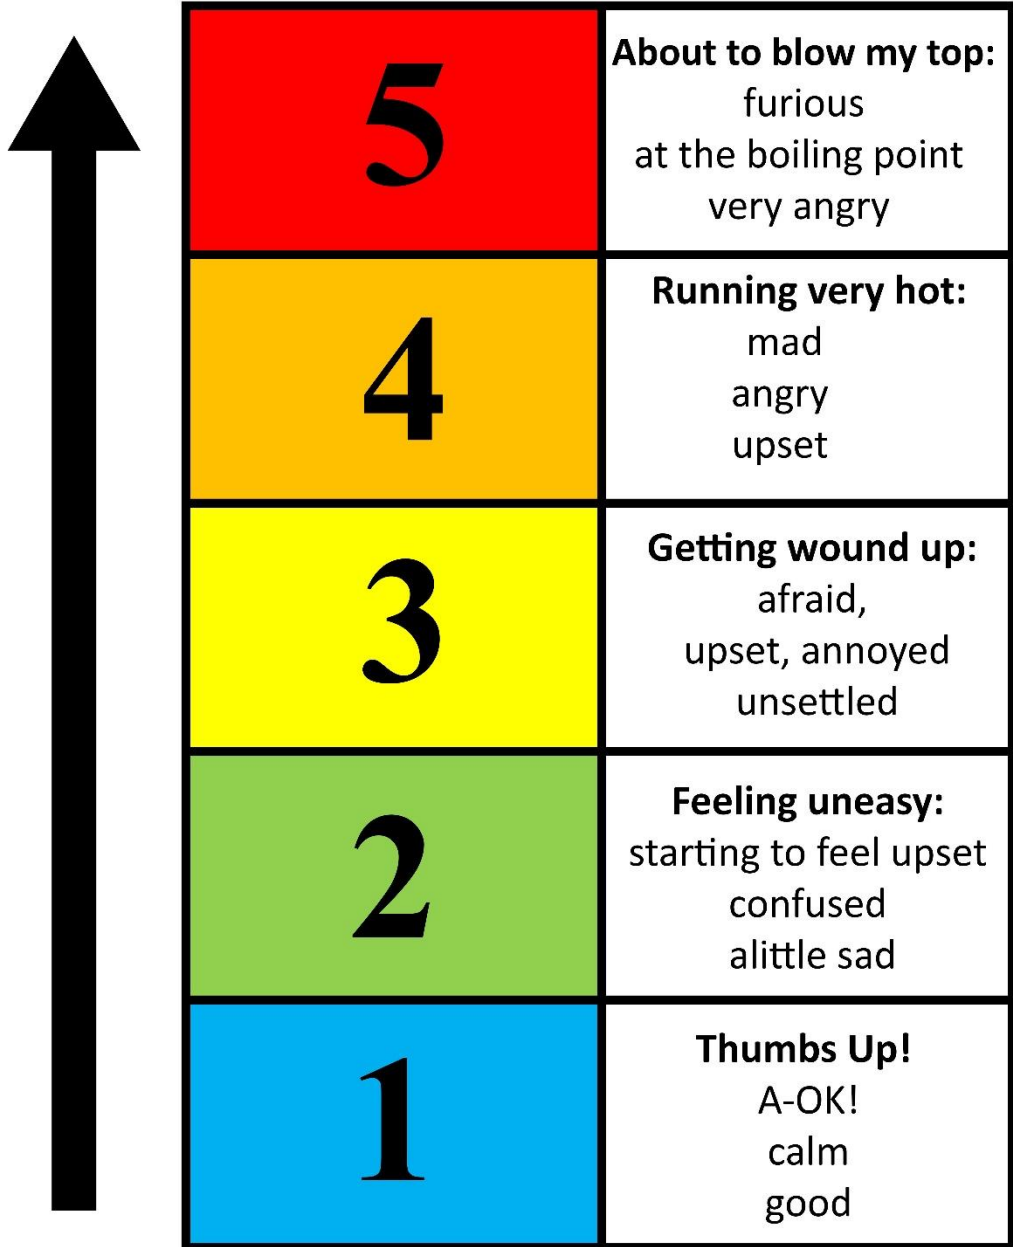 5
About to blow my top:
furious
at the boiling point
very angry
4
Running very hot:
mad
angry
upset
3
Getting wound up:
afraid,
upset, annoyed
unsettled
2
Feeling uneasy:
starting to feel upset
confused
alittle sad
1
Thumbs Up!
A-OK!
calm
good